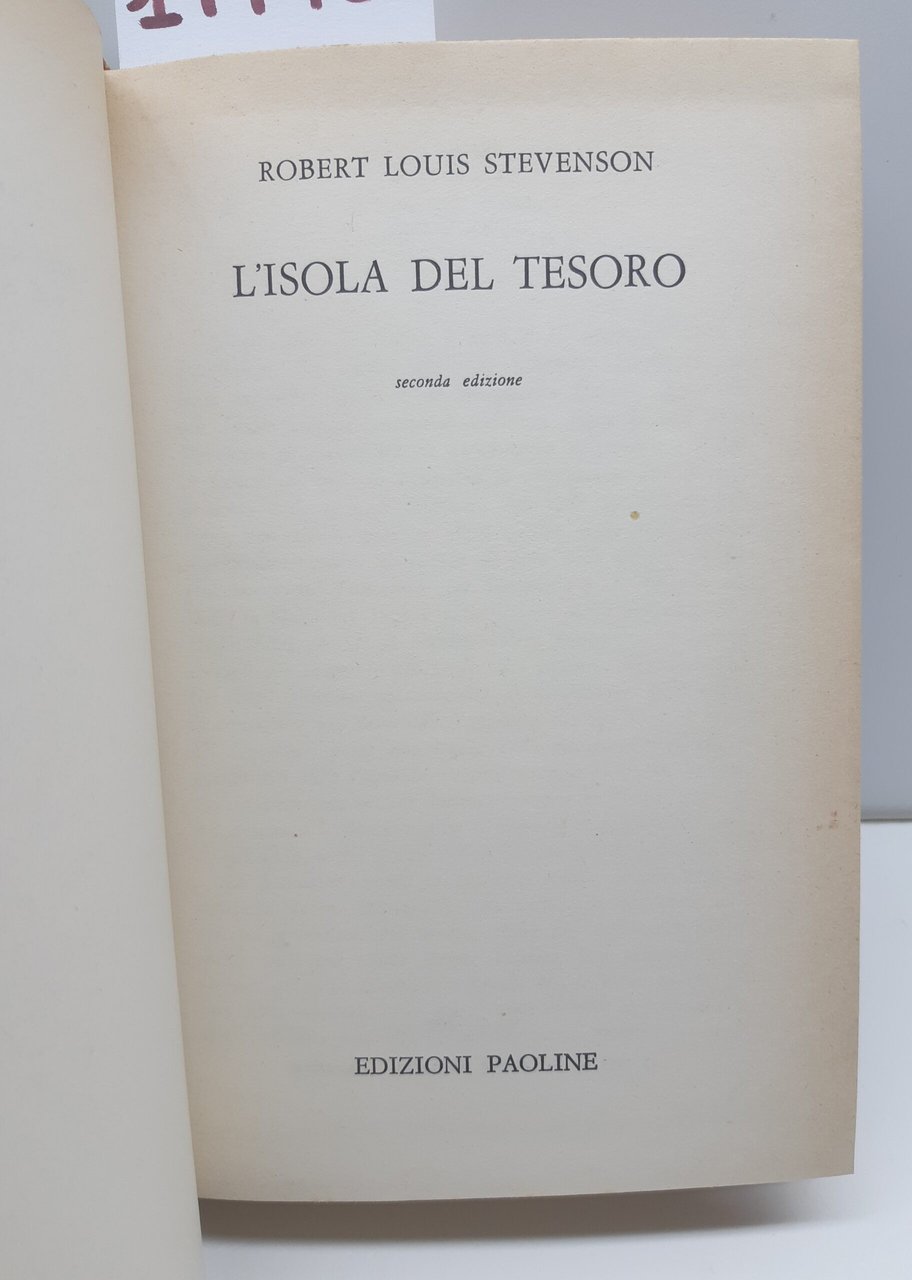 ROBERT LOUIS STEVENSON
L'ISOLA DEL TESORO
seconda edizione
EDIZIONI PAOLINE